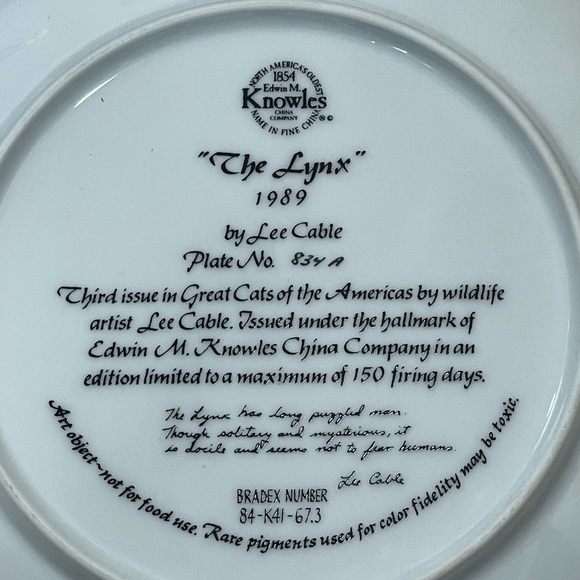 NORTH AMERICA'S OLDEST
1854
Edwin M.
Knowles
CHINA
COMPANY
NAME IN FINE CHINA ® ©
"The Lynx"
1989
by Lee Cable
Plate No. 834 A
Third issue in Great Cats of the Americas by wildlife
artist Lee Cable. Issued under the hallmark of
Edwin M. Knowles China Company in an
edition limited to a maximum of 150 firing days.
The Lynx has long puzzled man.
Though solitary and mysterious, it
is docile and seems not to fear humans.
Lee Cable
BRADEX NUMBER
84-K41-67.3
Art object~not for food use. Rare pigments used for color fidelity may be toxic.